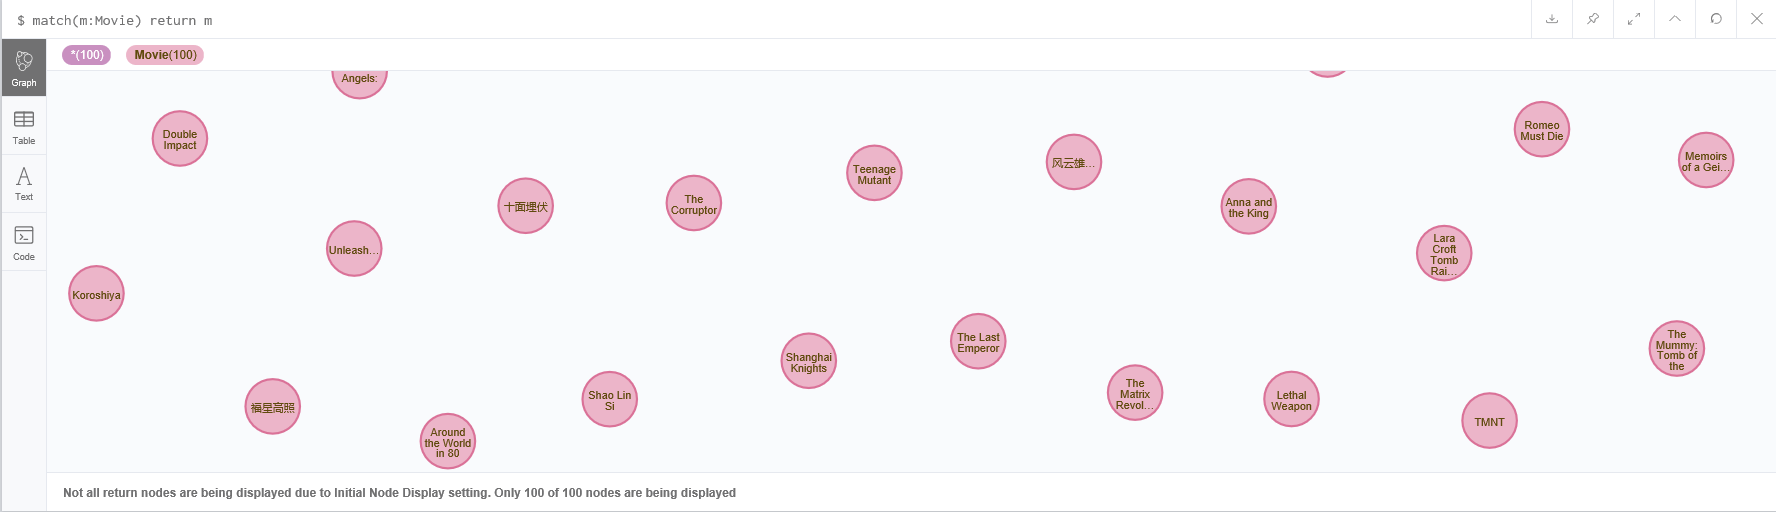 $ match(m:Movie) return m
*(100)
Movie(100)
Graph
Table
Text
Code
Angels:
Double
Impact
Romeo
Must Die
Memoirs
of a Gei...
风云雄...
Teenage
Mutant
The
Corruptor
十面埋伏
Anna and
the King
Unleash...
Lara
Croft
Tomb
Rai...
Koroshiya
The Last
Emperor
The
Mummy:
Tomb of
the
Shanghai
Knights
The
Matrix
Revol...
Lethal
Weapon
Shao Lin
Si
福星高照
TMNT
Around
the World
in 80
Not all return nodes are being displayed due to Initial Node Display setting. Only 100 of 100 nodes are being displayed